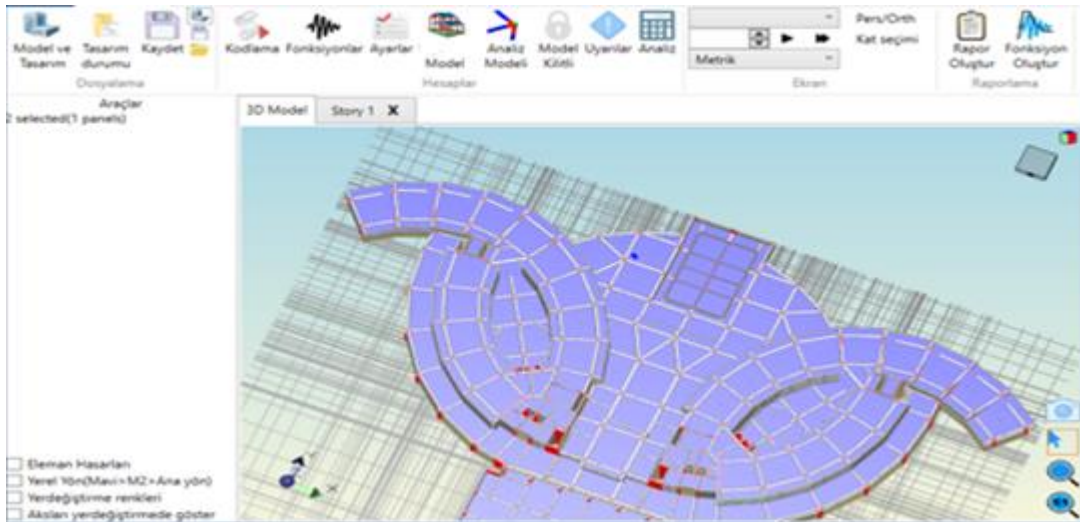 Model ve Tasarım
Tasarım durumu
Kaydet
Kodlama
Fonksiyonlar
Ayarlar
Model
Analiz Modeli
Model Kilitli
Uyarılar
Analiz
Metrik
Pers/Orth
Kat seçimi
Rapor Oluştur
Fonksiyon Oluştur
Dosyalama
Hesaplar
Ekran
Raporlama
Araçlar
2 selected(1 panels)
3D Model
Story 1 X
Eleman Hasarları
Yerel Yön(Mavi>M2>Ana yön)
Yerdeğiştirme renkleri
Aksları yerdeğiştirmede göster